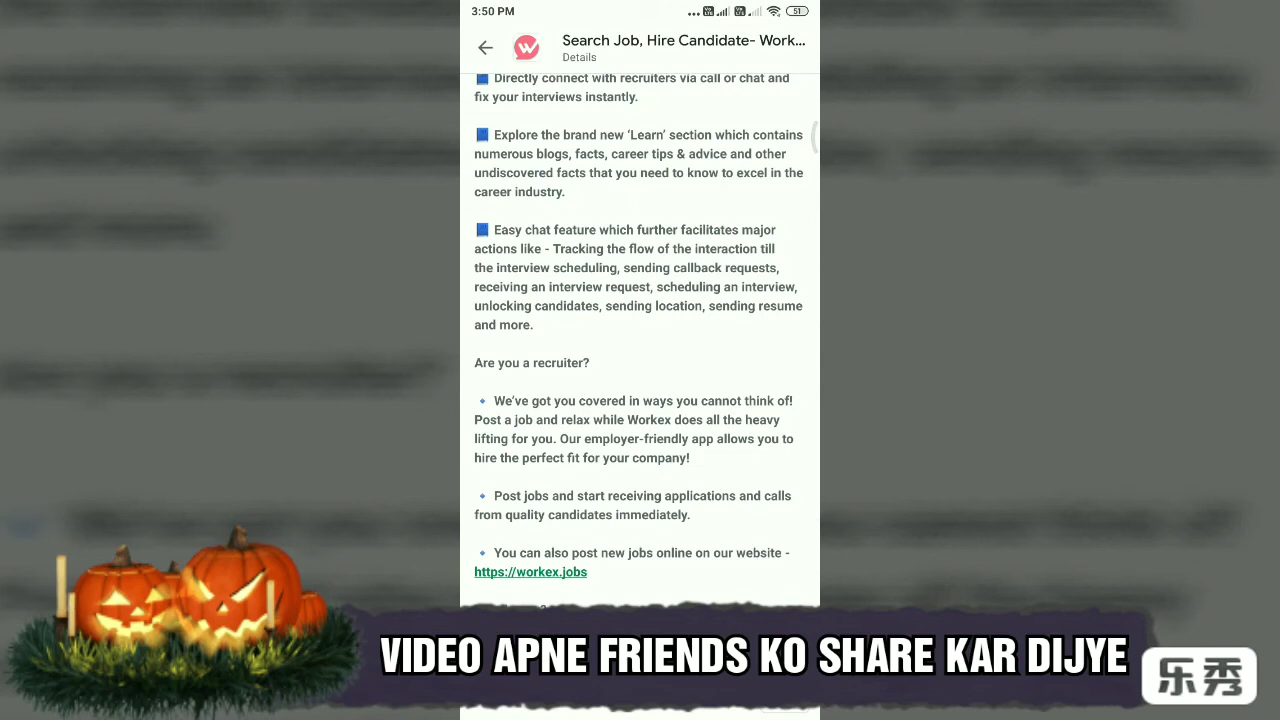 3:50 PM
51
Search Job, Hire Candidate- Work...
Details
Directly connect with recruiters via call or chat and
fix your interviews instantly.
Explore the brand new ‘Learn’ section which contains
numerous blogs, facts, career tips & advice and other
undiscovered facts that you need to know to excel in the
career industry.
Easy chat feature which further facilitates major
actions like - Tracking the flow of the interaction till
the interview scheduling, sending callback requests,
receiving an interview request, scheduling an interview,
unlocking candidates, sending location, sending resume
and more.
Are you a recruiter?
We’ve got you covered in ways you cannot think of!
Post a job and relax while Workex does all the heavy
lifting for you. Our employer-friendly app allows you to
hire the perfect fit for your company!
Post jobs and start receiving applications and calls
from quality candidates immediately.
You can also post new jobs online on our website -
https://workex.jobs
VIDEO APNE FRIENDS KO SHARE KAR DIJYE
乐秀